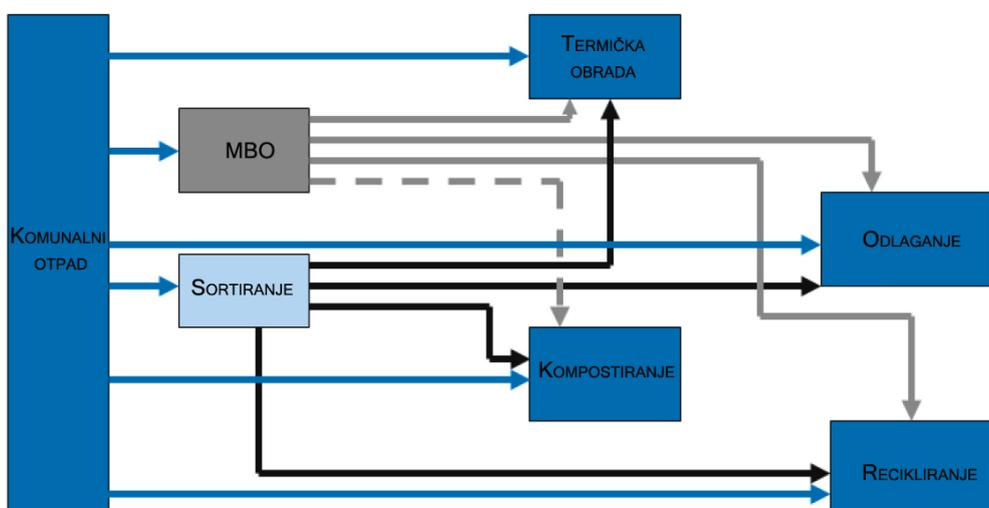 TERMIČKA
OBRADA
MBO
KOMUNALNI
OTPAD
ODLAGANJE
SORTIRANJE
KOMPOSTIRANJE
RECIKLIRANJE